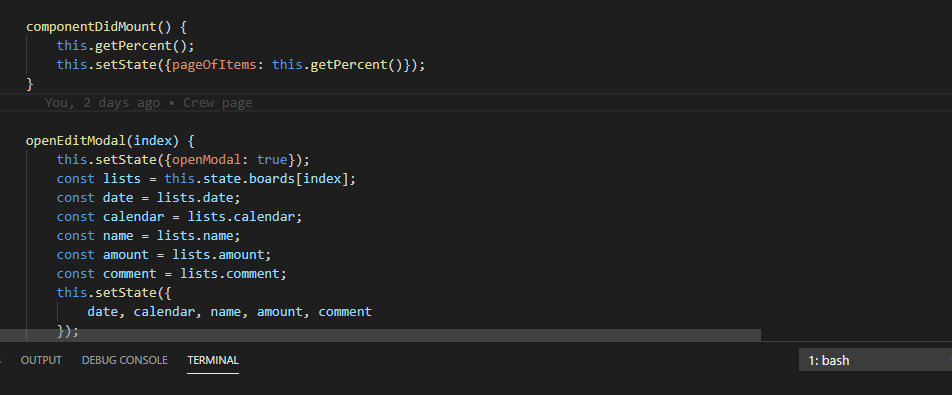 componentDidMount() {
this.getPercent();
this.setState({pageOfItems: this.getPercent()});
}
You, 2 days ago • Crew page
openEditModal(index) {
this.setState({openModal: true});
const lists = this.state.boards[index];
const date = lists.date;
const calendar = lists.calendar;
const name = lists.name;
const amount = lists.amount;
const comment = lists.comment;
this.setState({
date, calendar, name, amount, comment
});
OUTPUT DEBUG CONSOLE TERMINAL 1: bash